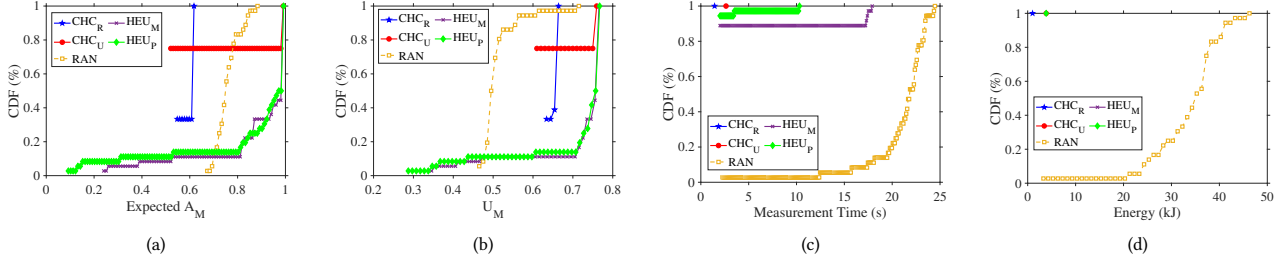 CDF (%)
1
0.8
0.6
0.4
0.2
0
CHC_R HEU_M
CHC_U HEU_P
RAN
0 0.2 0.4 0.6 0.8 1
Expected A_M
(a)
CDF (%)
1
0.8
0.6
0.4
0.2
0
CHC_R HEU_M
CHC_U HEU_P
RAN
0.2 0.3 0.4 0.5 0.6 0.7 0.8
U_M
(b)
CDF (%)
1
0.8
0.6
0.4
0.2
0
CHC_R HEU_M
CHC_U HEU_P
RAN
0 5 10 15 20 25
Measurement Time (s)
(c)
CDF (%)
1
0.8
0.6
0.4
0.2
0
CHC_R HEU_M
CHC_U HEU_P
RAN
0 10 20 30 40 50
Energy (kJ)
(d)